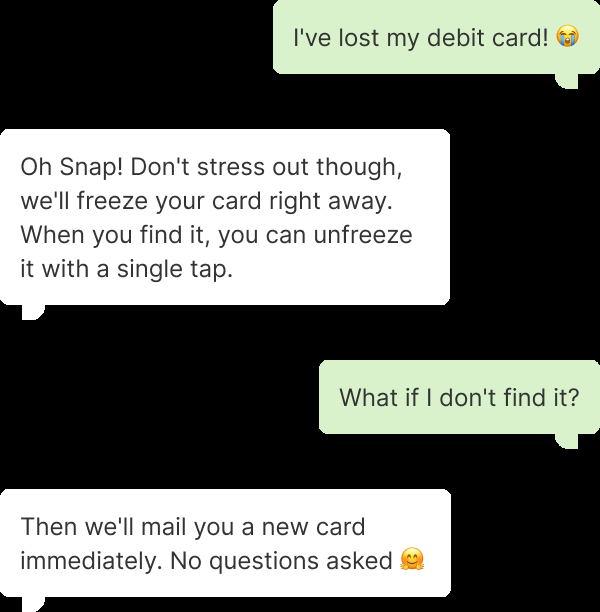 I've lost my debit card! 😭
Oh Snap! Don't stress out though,
we'll freeze your card right away.
When you find it, you can unfreeze
it with a single tap.
What if I don't find it?
Then we'll mail you a new card
immediately. No questions asked 🤗